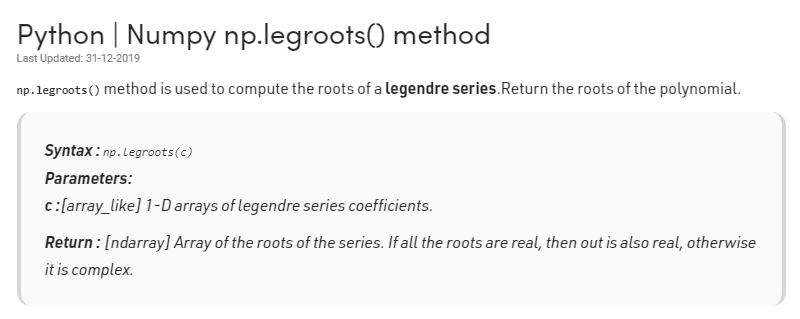 Python | Numpy np.legroots() method
Last Updated: 31-12-2019
np.legroots() method is used to compute the roots of a legendre series.Return the roots of the polynomial.
Syntax : np.legroots(c)
Parameters:
c :[array_like] 1-D arrays of legendre series coefficients.
Return : [ndarray] Array of the roots of the series. If all the roots are real, then out is also real, otherwise
it is complex.